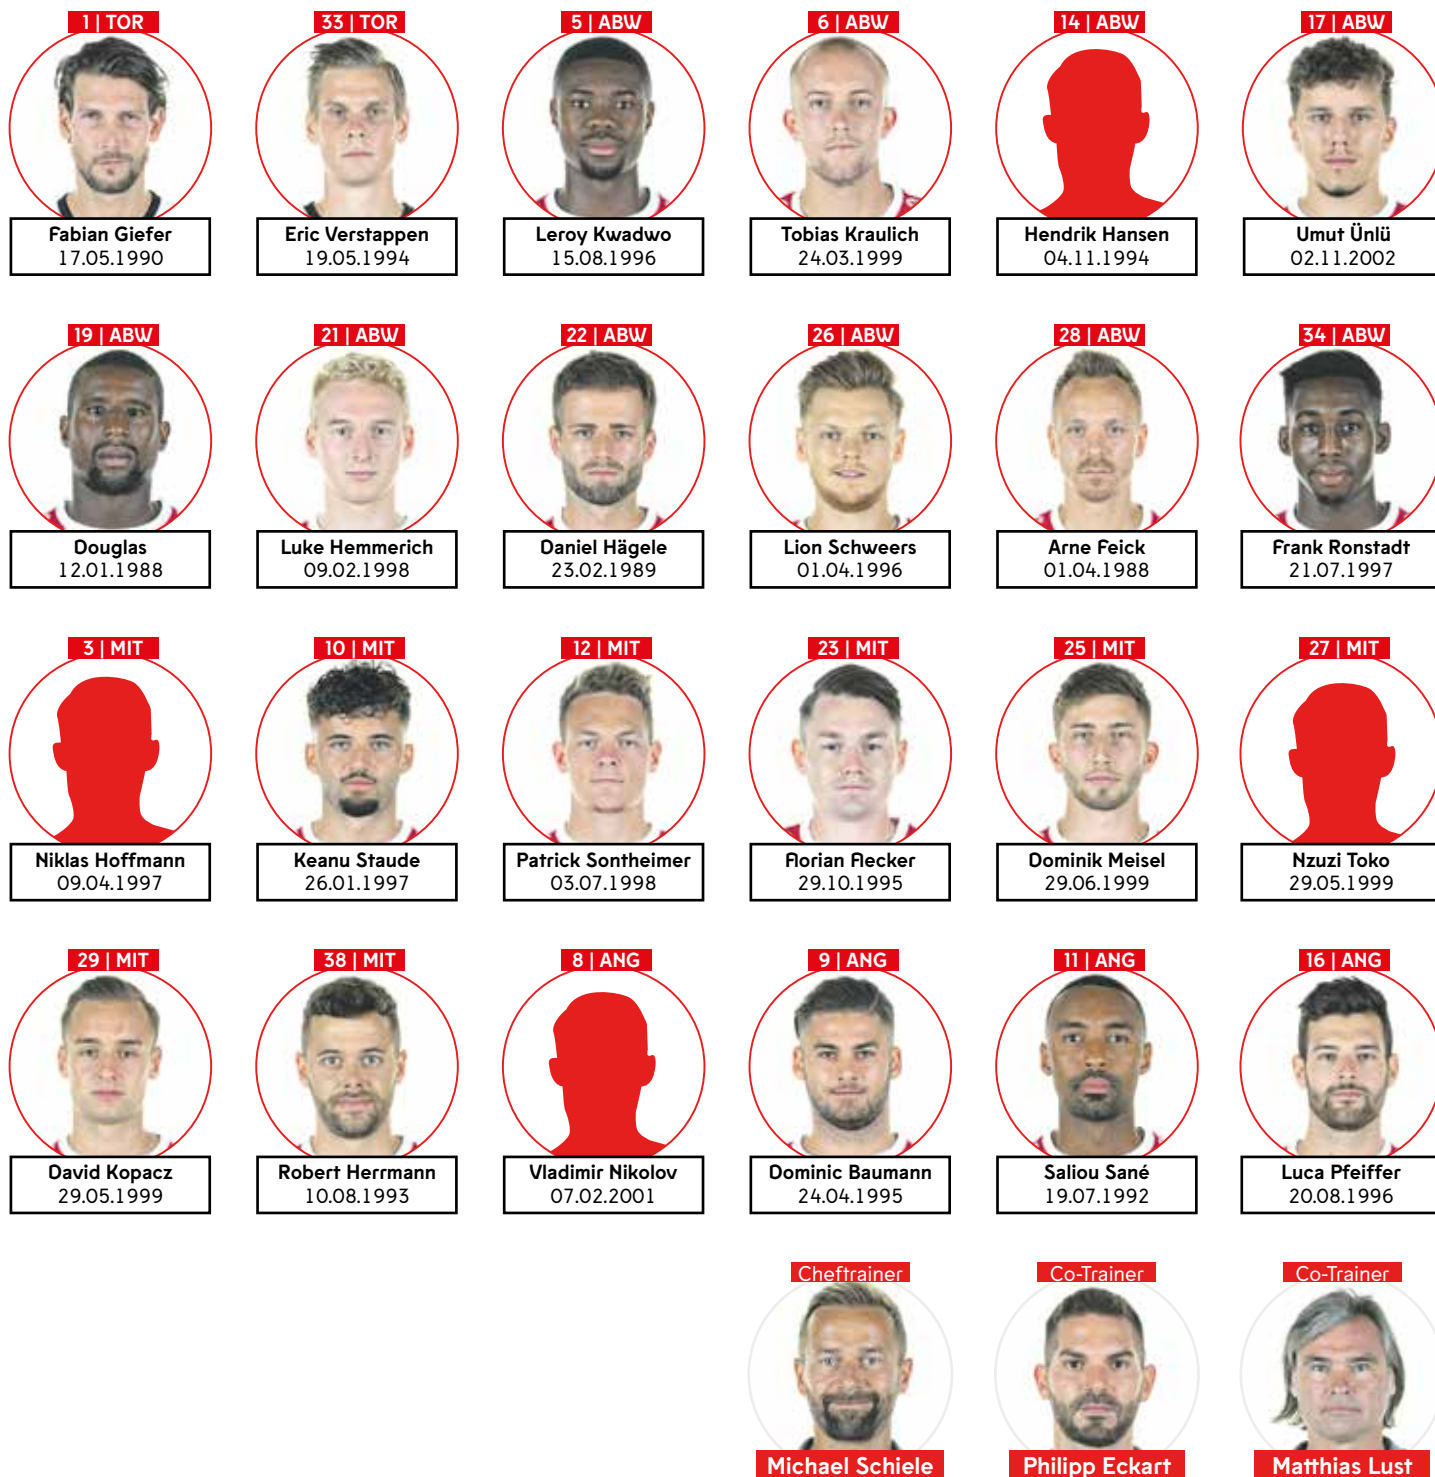 1 | TOR
Fabian Giefer
17.05.1990
33 | TOR
Eric Verstappen
19.05.1994
5 | ABW
Leroy Kwadwo
15.08.1996
6 | ABW
Tobias Kraulich
24.03.1999
14 | ABW
Hendrik Hansen
04.11.1994
17 | ABW
Umut Ünlü
02.11.2002
19 | ABW
Douglas
12.01.1988
21 | ABW
Luke Hemmerich
09.02.1998
22 | ABW
Daniel Hägele
23.02.1989
26 | ABW
Lion Schweers
01.04.1996
28 | ABW
Arne Feick
01.04.1988
34 | ABW
Frank Ronstadt
21.07.1997
3 | MIT
Niklas Hoffmann
09.04.1997
10 | MIT
Keanu Staude
26.01.1997
12 | MIT
Patrick Sontheimer
03.07.1998
23 | MIT
Florian Flecker
29.10.1995
25 | MIT
Dominik Meisel
29.06.1999
27 | MIT
Nzuzi Toko
29.05.1999
29 | MIT
David Kopacz
29.05.1999
38 | MIT
Robert Herrmann
10.08.1993
8 | ANG
Vladimir Nikolov
07.02.2001
9 | ANG
Dominic Baumann
24.04.1995
11 | ANG
Saliou Sané
19.07.1992
16 | ANG
Luca Pfeiffer
20.08.1996
Cheftrainer
Michael Schiele
Co-Trainer
Philipp Eckart
Co-Trainer
Matthias Lust